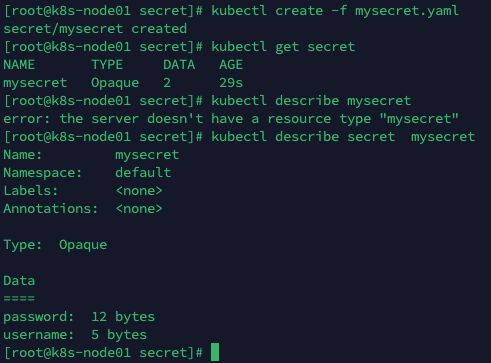 [root@k8s-node01 secret]# kubectl create -f mysecret.yaml
secret/mysecret created
[root@k8s-node01 secret]# kubectl get secret
NAME       TYPE     DATA   AGE
mysecret   Opaque   2      29s
[root@k8s-node01 secret]# kubectl describe mysecret
error: the server doesn't have a resource type "mysecret"
[root@k8s-node01 secret]# kubectl describe secret  mysecret
Name:         mysecret
Namespace:    default
Labels:       <none>
Annotations:  <none>

Type:  Opaque

Data
====
password:  12 bytes
username:  5 bytes
[root@k8s-node01 secret]#